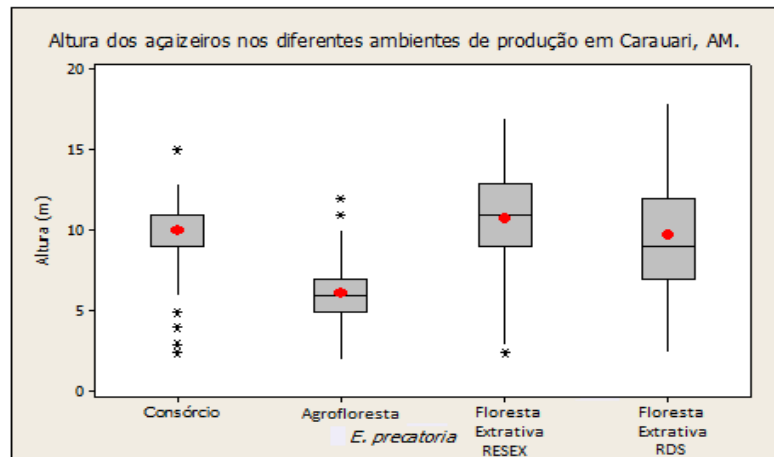 Altura dos açaizeiros nos diferentes ambientes de produção em Carauari, AM.
Altura (m)
20
15
10
5
0
Consórcio
Agrofloresta
Floresta
Extrativa
RESEX
Floresta
Extrativa
RDS
E. precatoria